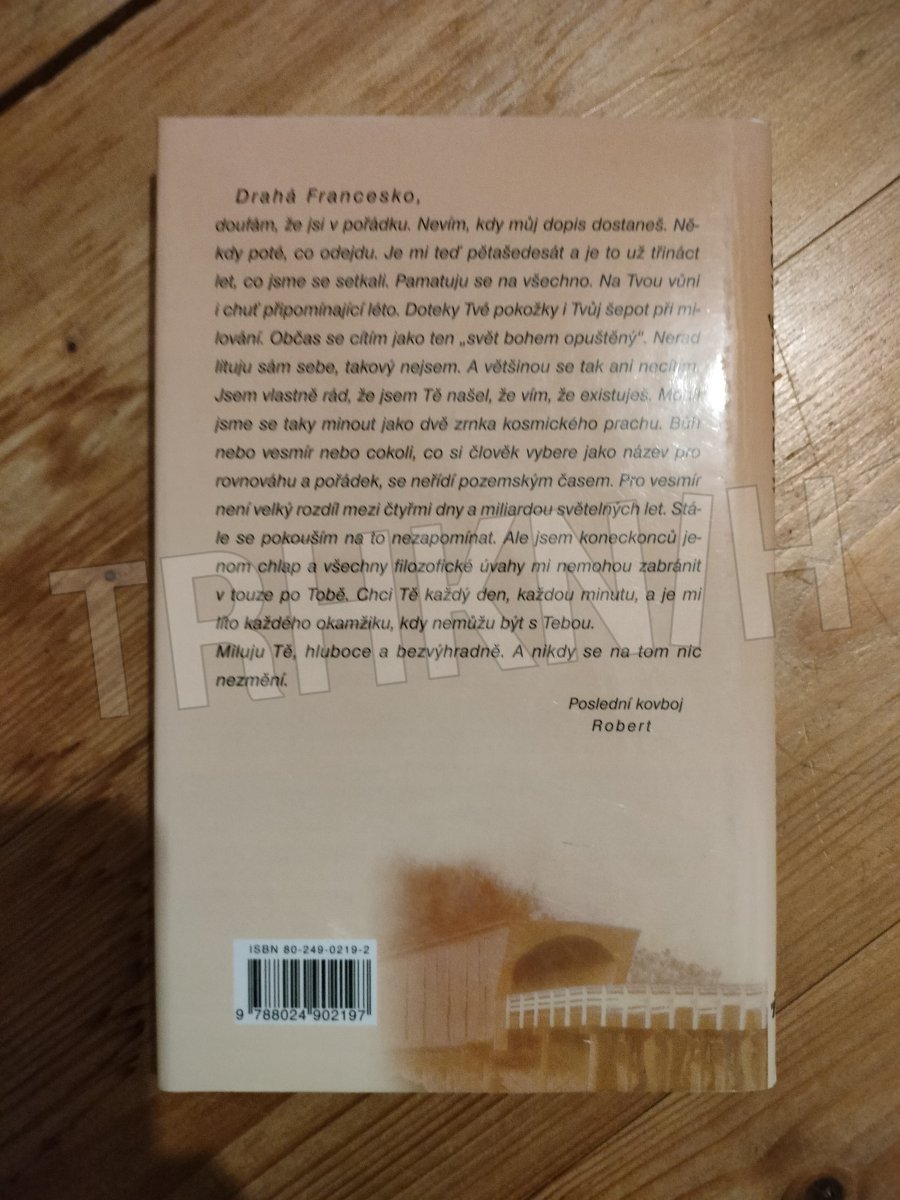 Drahá Francesko,
doufám, že jsi v pořádku. Nevím, kdy můj dopis dostaneš. Ně-
kdy poté, co odejdu. Je mi teď pětašedesát a je to už třináct
let, co jsme se setkali. Pamatuju se na všechno. Na Tvou vůni
i chuť připomínající léto. Doteky Tvé pokožky i Tvůj šepot při mi-
lování. Občas se cítím jako ten „svět bohem opuštěný". Nerad
lituju sám sebe, takový nejsem. A většinou se tak ani necítím.
Jsem vlastně rád, že jsem Tě našel, že vím, že existuješ. Mohli
jsme se taky minout jako dvě zrnka kosmického prachu. Bůh
nebo vesmír nebo cokoli, co si člověk vybere jako název pro
rovnováhu a pořádek, se neřídí pozemským časem. Pro vesmír
není velký rozdíl mezi čtyřmi dny a miliardou světelných let. Stá-
le se pokouším na to nezapomínat. Ale jsem koneckonců je-
nom chlap a všechny filozofické úvahy mi nemohou zabránit
v touze po Tobě. Chci Tě každý den, každou minutu, a je mi
líto každého okamžiku, kdy nemůžu být s Tebou.
Miluju Tě, hluboce a bezvýhradně. A nikdy se na tom nic
nezmění.
Poslední kovboj
Robert
TRHKNIH
ISBN 80-249-0219-2
9 788024 902197